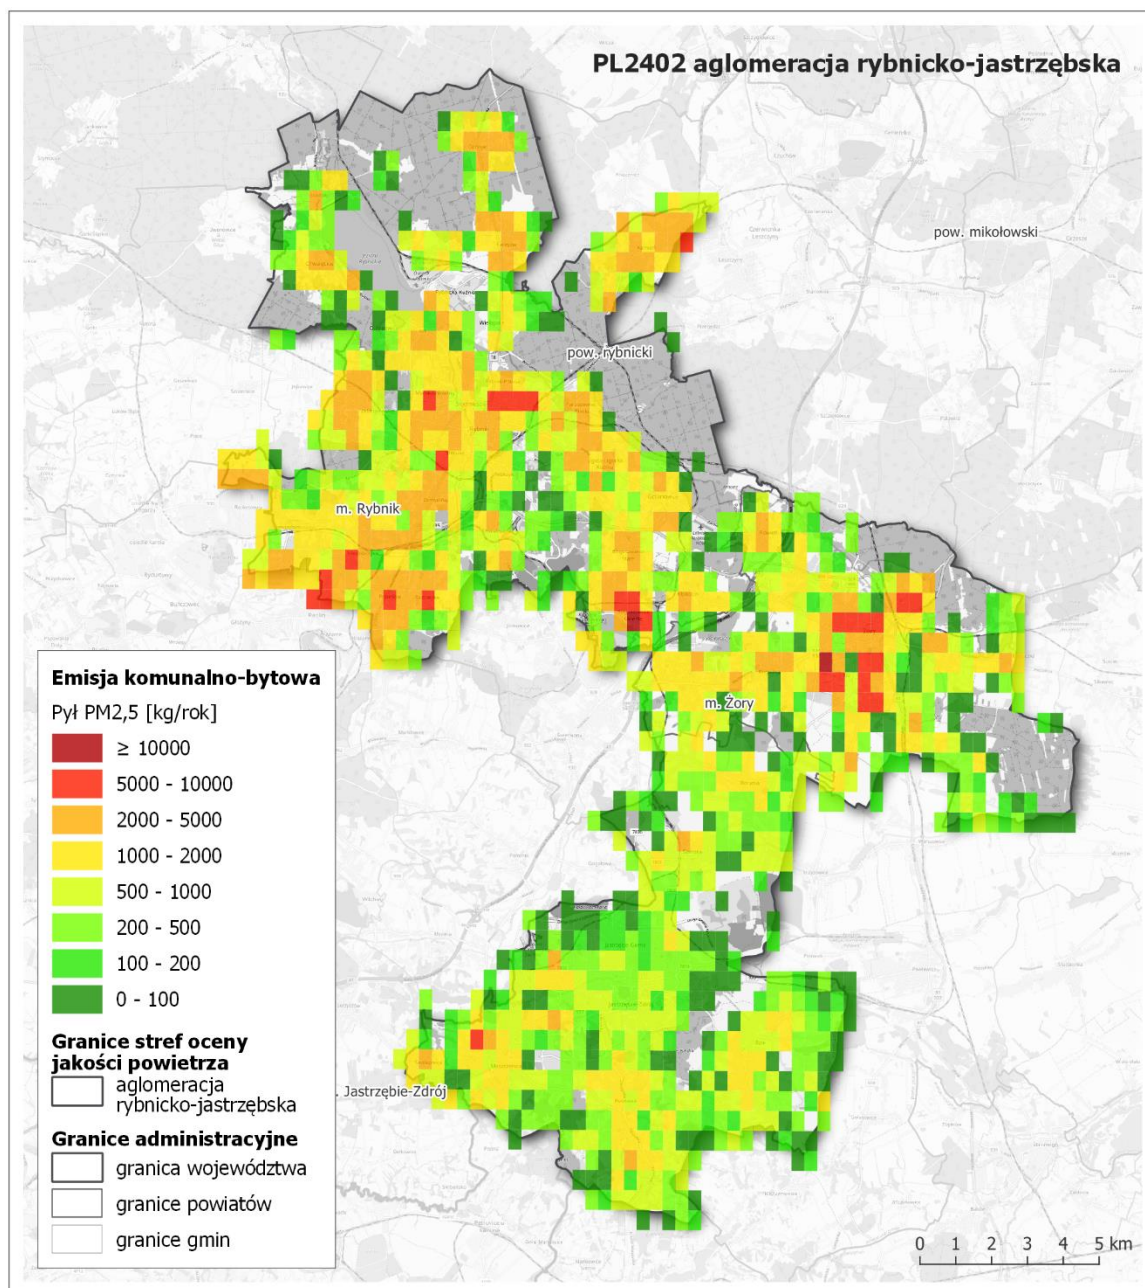 PL2402 aglomeracja rybnicko-jastrzębska
pow. mikołowski
pow. rybnicki
m. Rybnik
m. Żory
. Jastrzębie-Zdrój
Emisja komunalno-bytowa
Pył PM2,5 [kg/rok]
≥ 10000
5000 - 10000
2000 - 5000
1000 - 2000
500 - 1000
200 - 500
100 - 200
0 - 100
Granice stref oceny
jakości powietrza
aglomeracja
rybnicko-jastrzębska
Granice administracyjne
granica województwa
granice powiatów
granice gmin
0 1 2 3 4 5 km